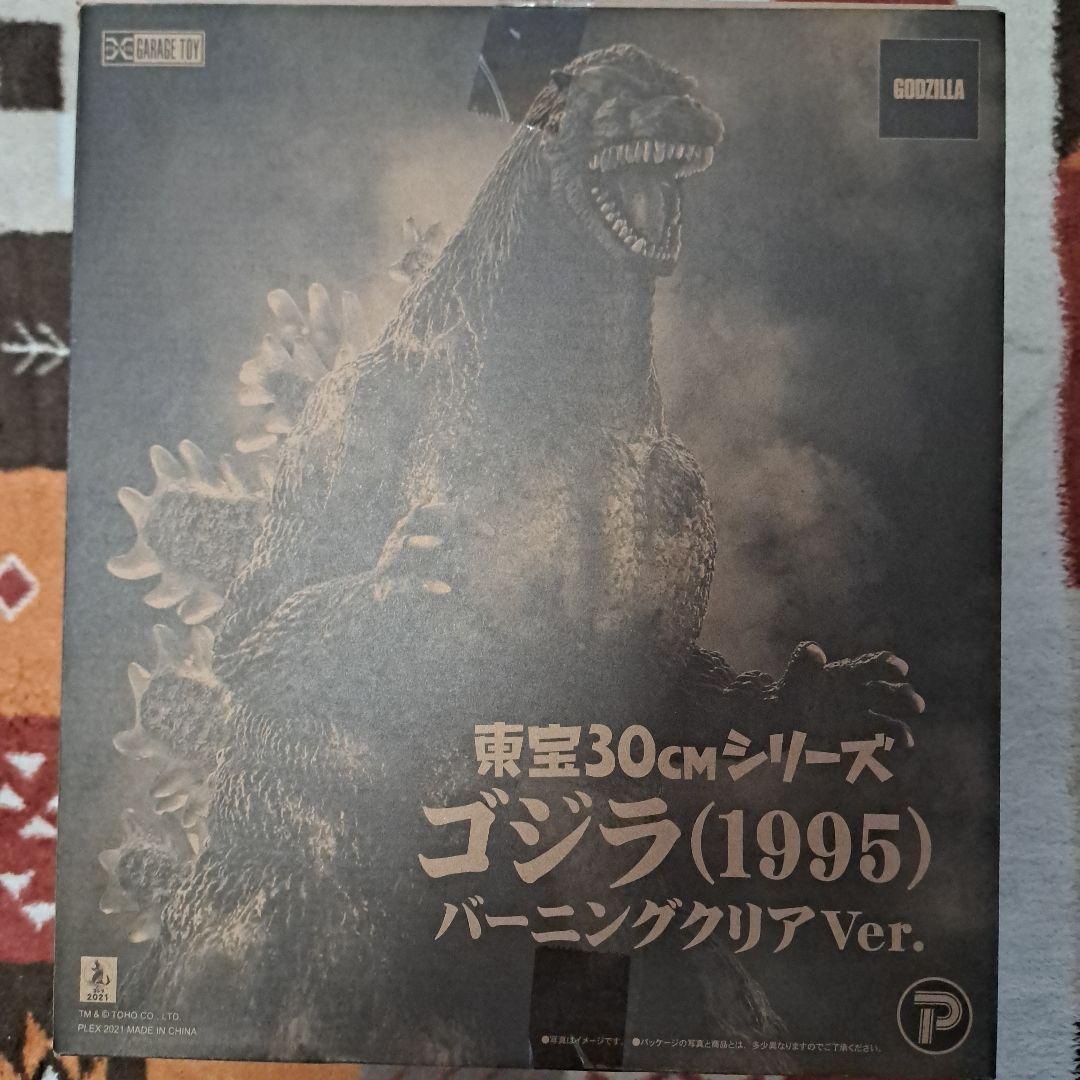 GARAGE TOY
GODZILLA
東宝30CMシリーズ
ゴジラ(1995)
バーニングクリアVer.
ゴジラ
2021
TM & © TOHO CO., LTD.
PLEX 2021 MADE IN CHINA
●写真はイメージです。 ●パッケージの写真と商品とは、多少異なりますのでご了承ください。
P